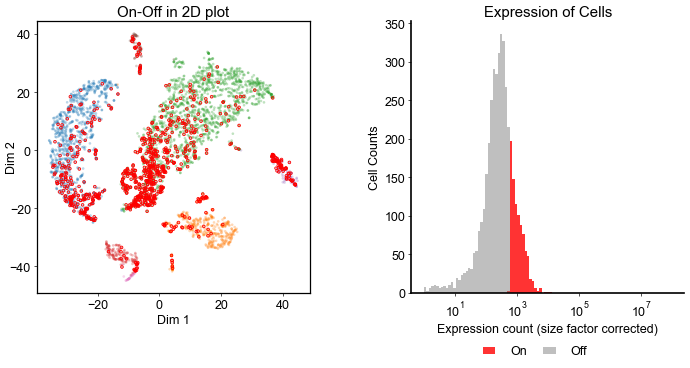 On-Off in 2D plot
40
20
0
−20
−40
Dim 2
−20 0 20 40
Dim 1
Expression of Cells
350
300
250
200
150
100
50
0
Cell Counts
10^1 10^3 10^5 10^7
Expression count (size factor corrected)
On Off